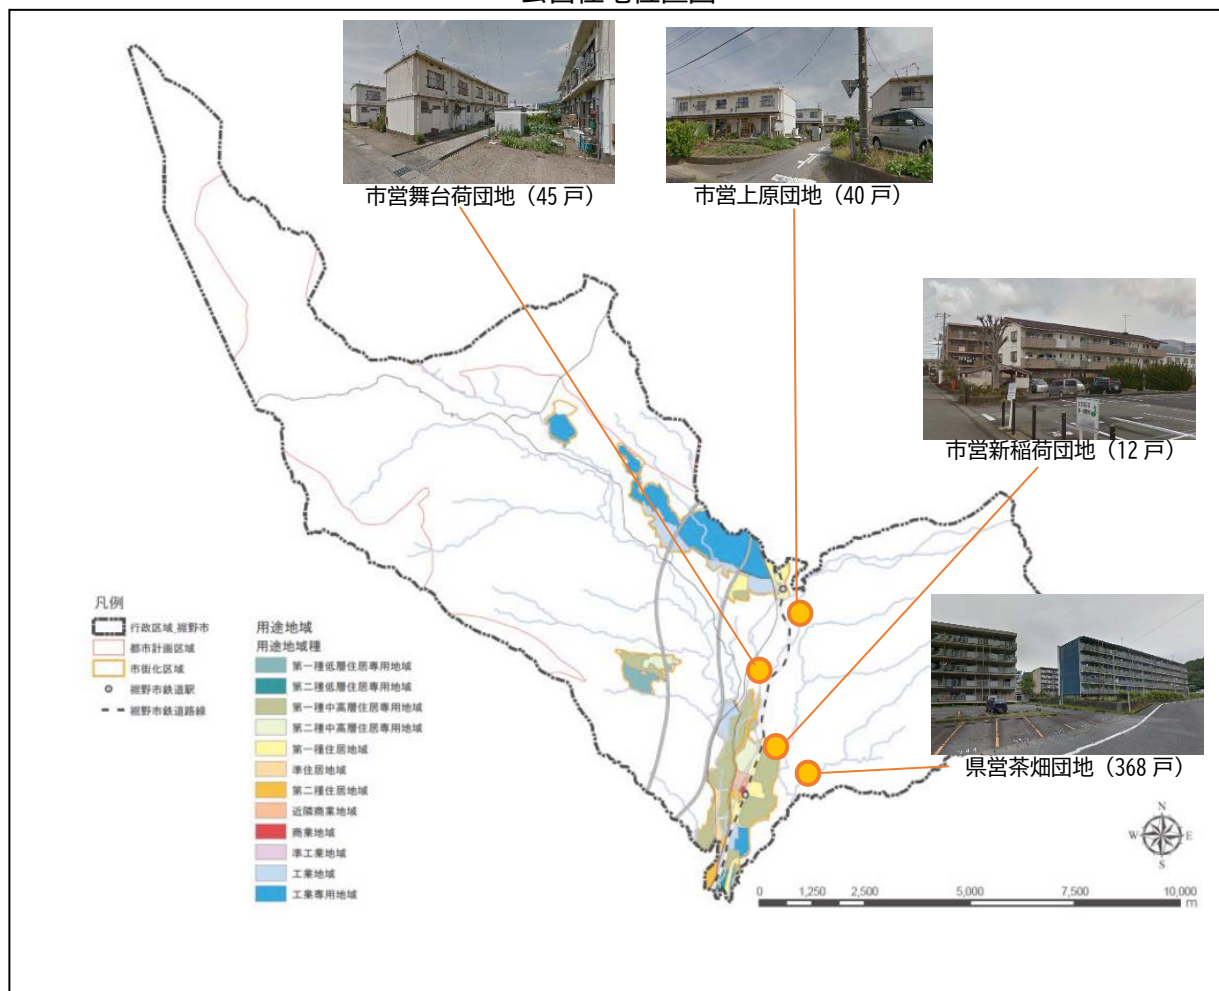 市営舞台荷団地（45 戸）
市営上原団地（40 戸）
市営新稲荷団地（12 戸）
県営茶畑団地（368 戸）
凡例
行政区域_裾野市
都市計画区域
市街化区域
裾野市鉄道駅
裾野市鉄道路線
用途地域
用途地域種
第一種低層住居専用地域
第二種低層住居専用地域
第一種中高層住居専用地域
第二種中高層住居専用地域
第一種住居地域
準住居地域
第二種住居地域
近隣商業地域
商業地域
準工業地域
工業地域
工業専用地域
N
W E
S
0 1,250 2,500 5,000 7,500 10,000
m